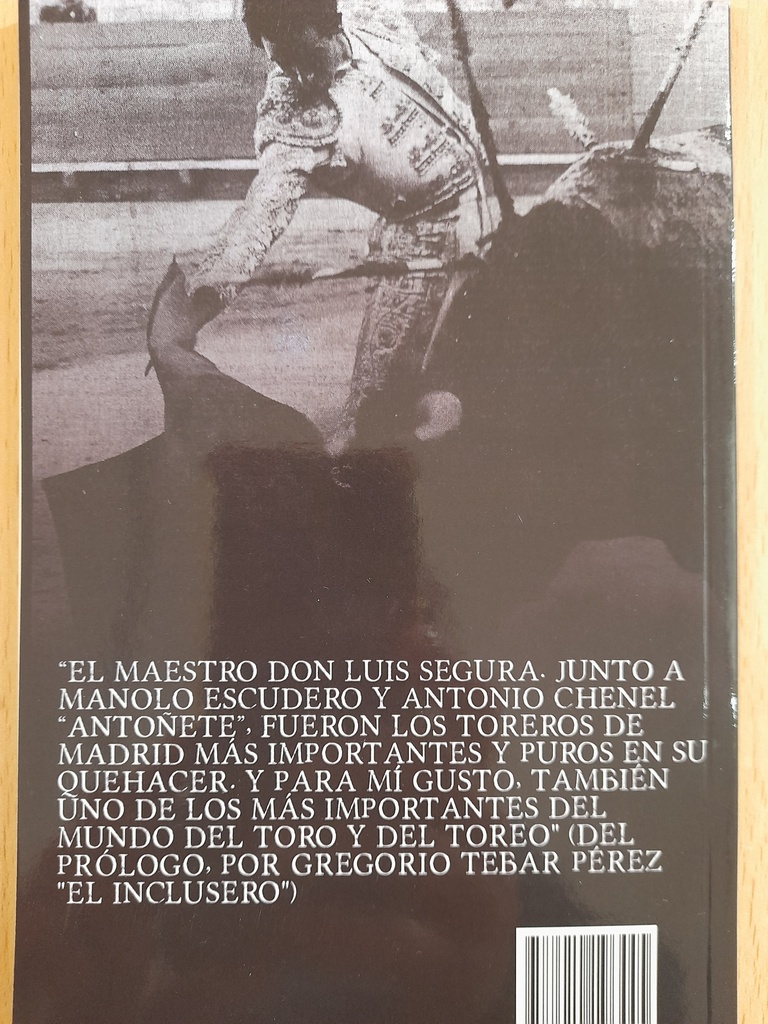 “EL MAESTRO DON LUIS SEGURA. JUNTO A
MANOLO ESCUDERO Y ANTONIO CHENEL
“ANTOÑETE”, FUERON LOS TOREROS DE
MADRID MÁS IMPORTANTES Y PUROS EN SU
QUEHACER. Y PARA MÍ GUSTO, TAMBIÉN
UNO DE LOS MÁS IMPORTANTES DEL
MUNDO DEL TORO Y DEL TOREO" (DEL
PRÓLOGO, POR GREGORIO TEBAR PÉREZ
"EL INCLUSERO")